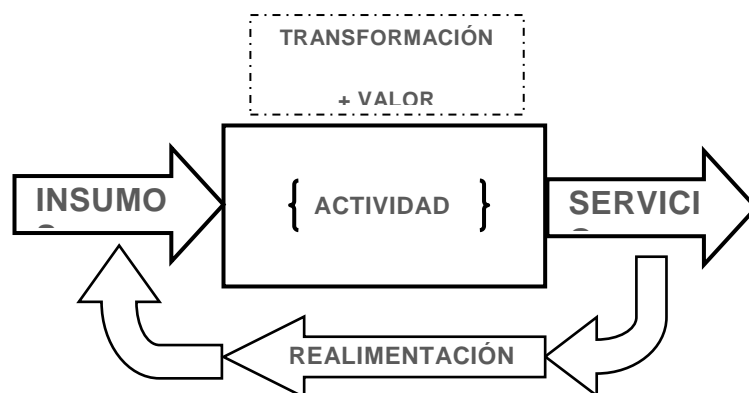 TRANSFORMACIÓN
+ VALOR
INSUMO
{ ACTIVIDAD }
SERVICI
REALIMENTACIÓN